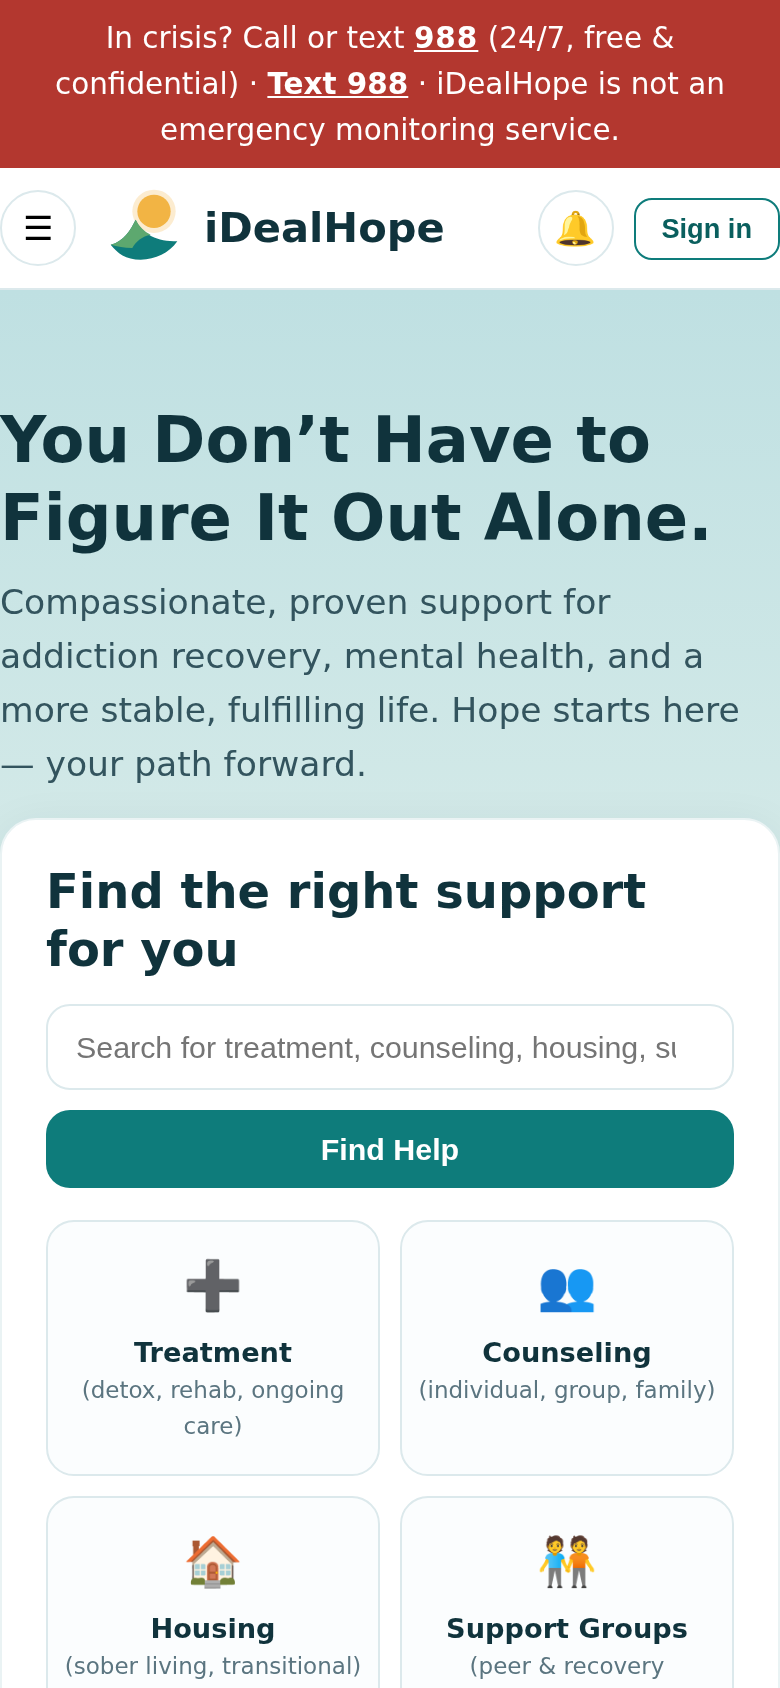 In crisis? Call or text 988 (24/7, free &
confidential) · Text 988 · iDealHope is not an
emergency monitoring service.
iDealHope
Sign in
You Don’t Have to
Figure It Out Alone.
Compassionate, proven support for
addiction recovery, mental health, and a
more stable, fulfilling life. Hope starts here
— your path forward.
Find the right support
for you
Search for treatment, counseling, housing, su
Find Help
Treatment
(detox, rehab, ongoing
care)
Counseling
(individual, group, family)
Housing
(sober living, transitional)
Support Groups
(peer & recovery